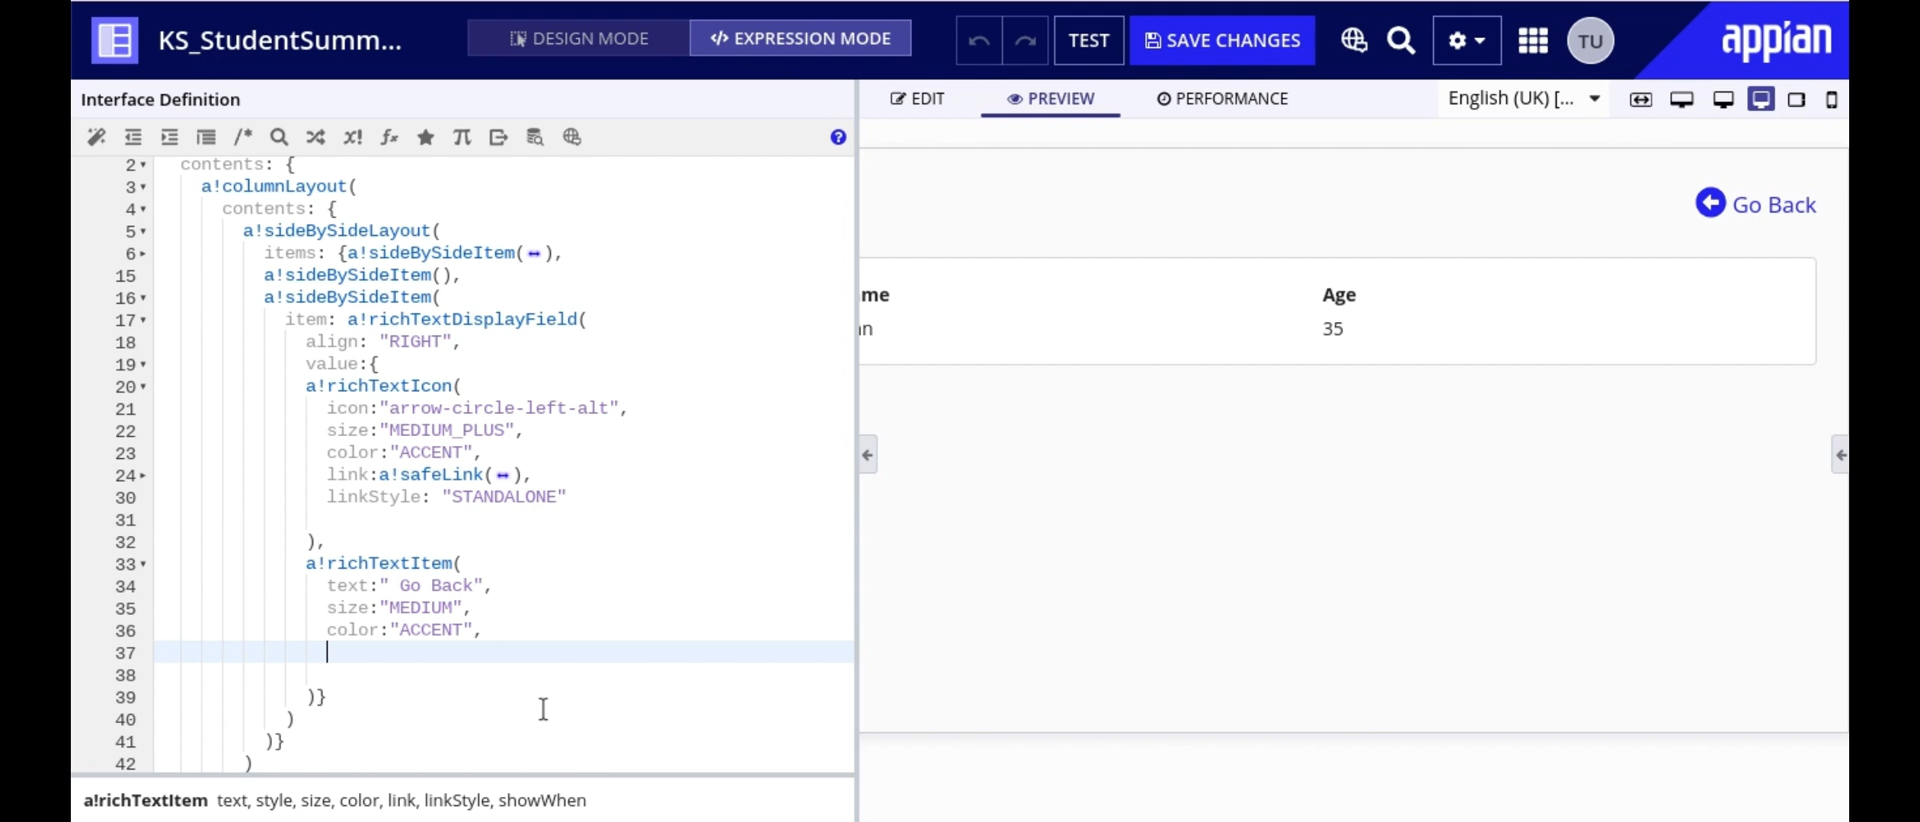 KS_StudentSumm...
DESIGN MODE
</> EXPRESSION MODE
TEST
SAVE CHANGES
TU
appian
Interface Definition
EDIT
PREVIEW
PERFORMANCE
English (UK) [...
/*
x!
fx
π
?
2 contents: {
3 a!columnLayout(
4 contents: {
5 a!sideBySideLayout(
6 items: {a!sideBySideItem(↔),
15 a!sideBySideItem(),
16 a!sideBySideItem(
17 item: a!richTextDisplayField(
18 align: "RIGHT",
19 value:{
20 a!richTextIcon(
21 icon:"arrow-circle-left-alt",
22 size:"MEDIUM_PLUS",
23 color:"ACCENT",
24 link:a!safeLink(↔),
30 linkStyle: "STANDALONE"
31
32 ),
33 a!richTextItem(
34 text:" Go Back",
35 size:"MEDIUM",
36 color:"ACCENT",
37
38
39 )}
40 )
41 )}
42 )
a!richTextItem text, style, size, color, link, linkStyle, showWhen
Go Back
me
Age
n
35